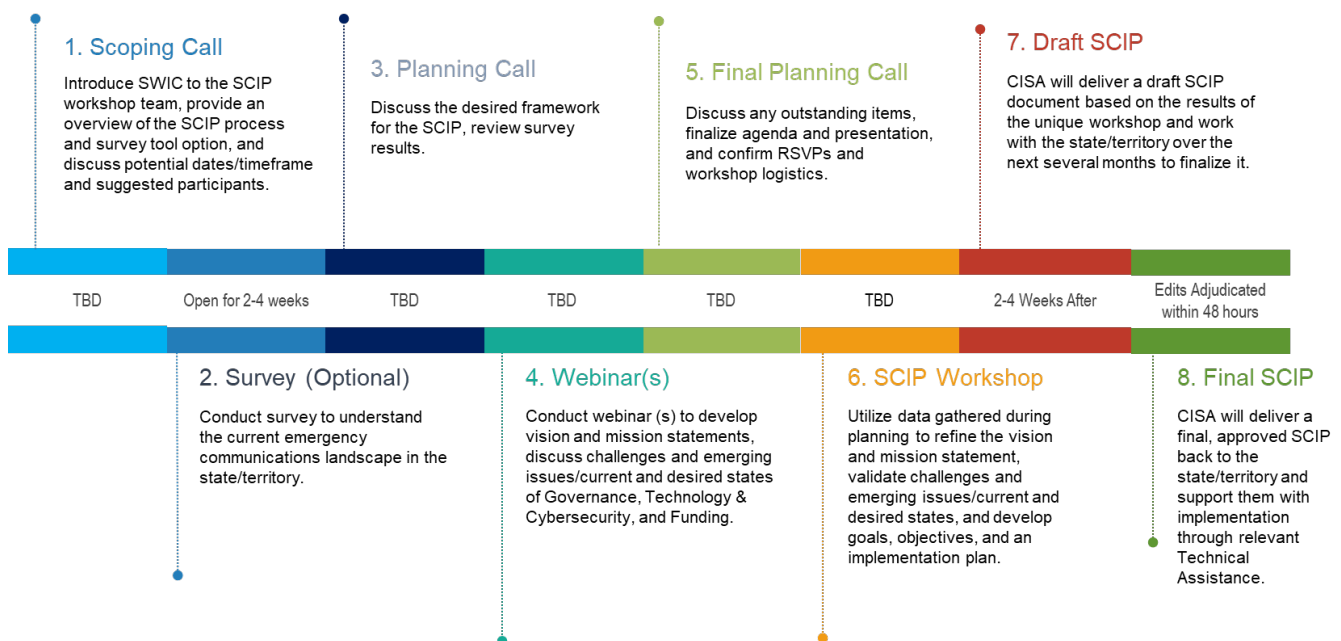 1. Scoping Call
Introduce SWIC to the SCIP
workshop team, provide an
overview of the SCIP process
and survey tool option, and
discuss potential dates/timeframe
and suggested participants.
3. Planning Call
Discuss the desired framework
for the SCIP, review survey
results.
5. Final Planning Call
Discuss any outstanding items,
finalize agenda and presentation,
and confirm RSVPs and
workshop logistics.
7. Draft SCIP
CISA will deliver a draft SCIP
document based on the results of
the unique workshop and work
with the state/territory over the
next several months to finalize it.
TBD
Open for 2-4 weeks
TBD
TBD
TBD
TBD
2-4 Weeks After
Edits Adjudicated
within 48 hours
2. Survey (Optional)
Conduct survey to understand
the current emergency
communications landscape in the
state/territory.
4. Webinar(s)
Conduct webinar (s) to develop
vision and mission statements,
discuss challenges and emerging
issues/current and desired states
of Governance, Technology &
Cybersecurity, and Funding.
6. SCIP Workshop
Utilize data gathered during
planning to refine the vision
and mission statement,
validate challenges and
emerging issues/current and
desired states, and develop
goals, objectives, and an
implementation plan.
8. Final SCIP
CISA will deliver a
final, approved SCIP
back to the
state/territory and
support them with
implementation
through relevant
Technical
Assistance.